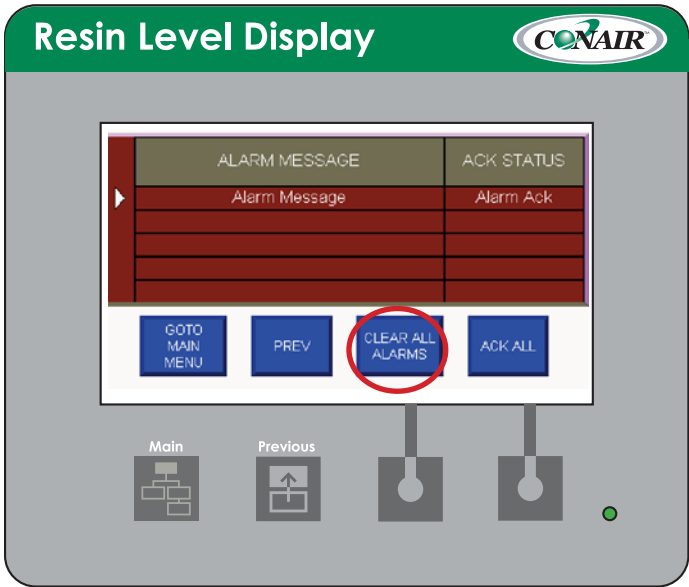 Resin Level Display
CONAIR
ALARM MESSAGE ACK STATUS
Alarm Message Alarm Ack
GOTO
MAIN
MENU
PREV
CLEAR ALL
ALARMS
ACK ALL
Main Previous